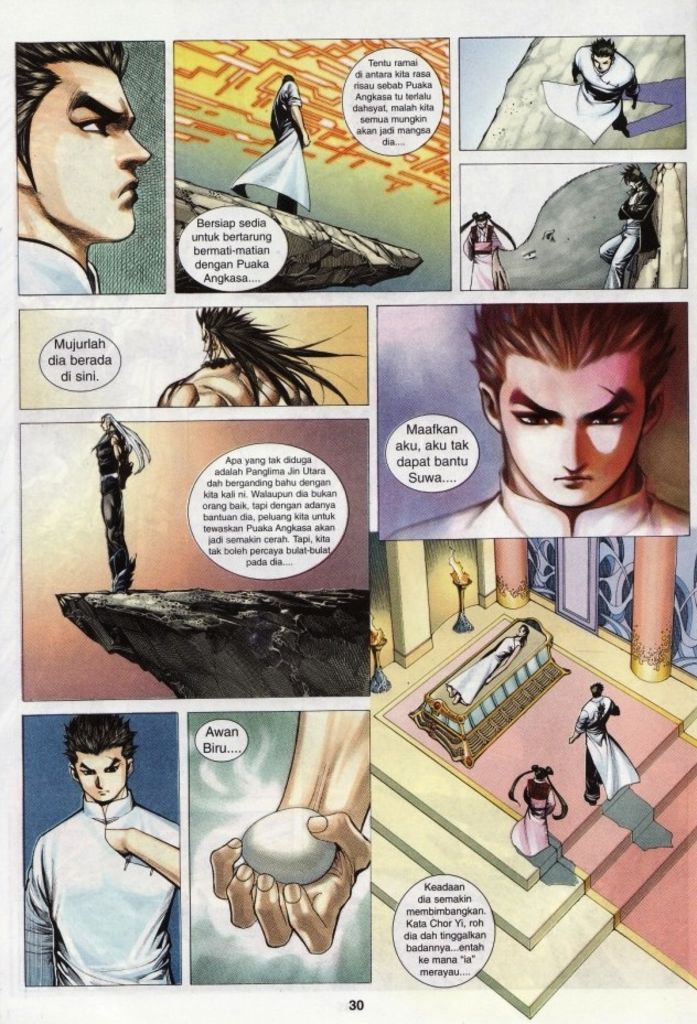 Tentu ramai
di antara kita rasa
risau sebab Puaka
Angkasa tu terlalu
dahsyat, malah kita
semua mungkin
akan jadi mangsa
dia....
Bersiap sedia
untuk bertarung
bermati-matian
dengan Puaka
Angkasa....
Mujurlah
dia berada
di sini.
Maafkan
aku, aku tak
dapat bantu
Suwa....
Apa yang tak diduga
adalah Panglima Jin Utara
dah berganding bahu dengan
kita kali ni. Walaupun dia bukan
orang baik, tapi dengan adanya
bantuan dia, peluang kita untuk
tewaskan Puaka Angkasa akan
jadi semakin cerah. Tapi, kita
tak boleh percaya bulat-bulat
pada dia....
Awan
Biru....
Keadaan
dia semakin
membimbangkan.
Kata Chor Yi, roh
dia dah tinggalkan
badannya...entah
ke mana "ia"
merayau....
30